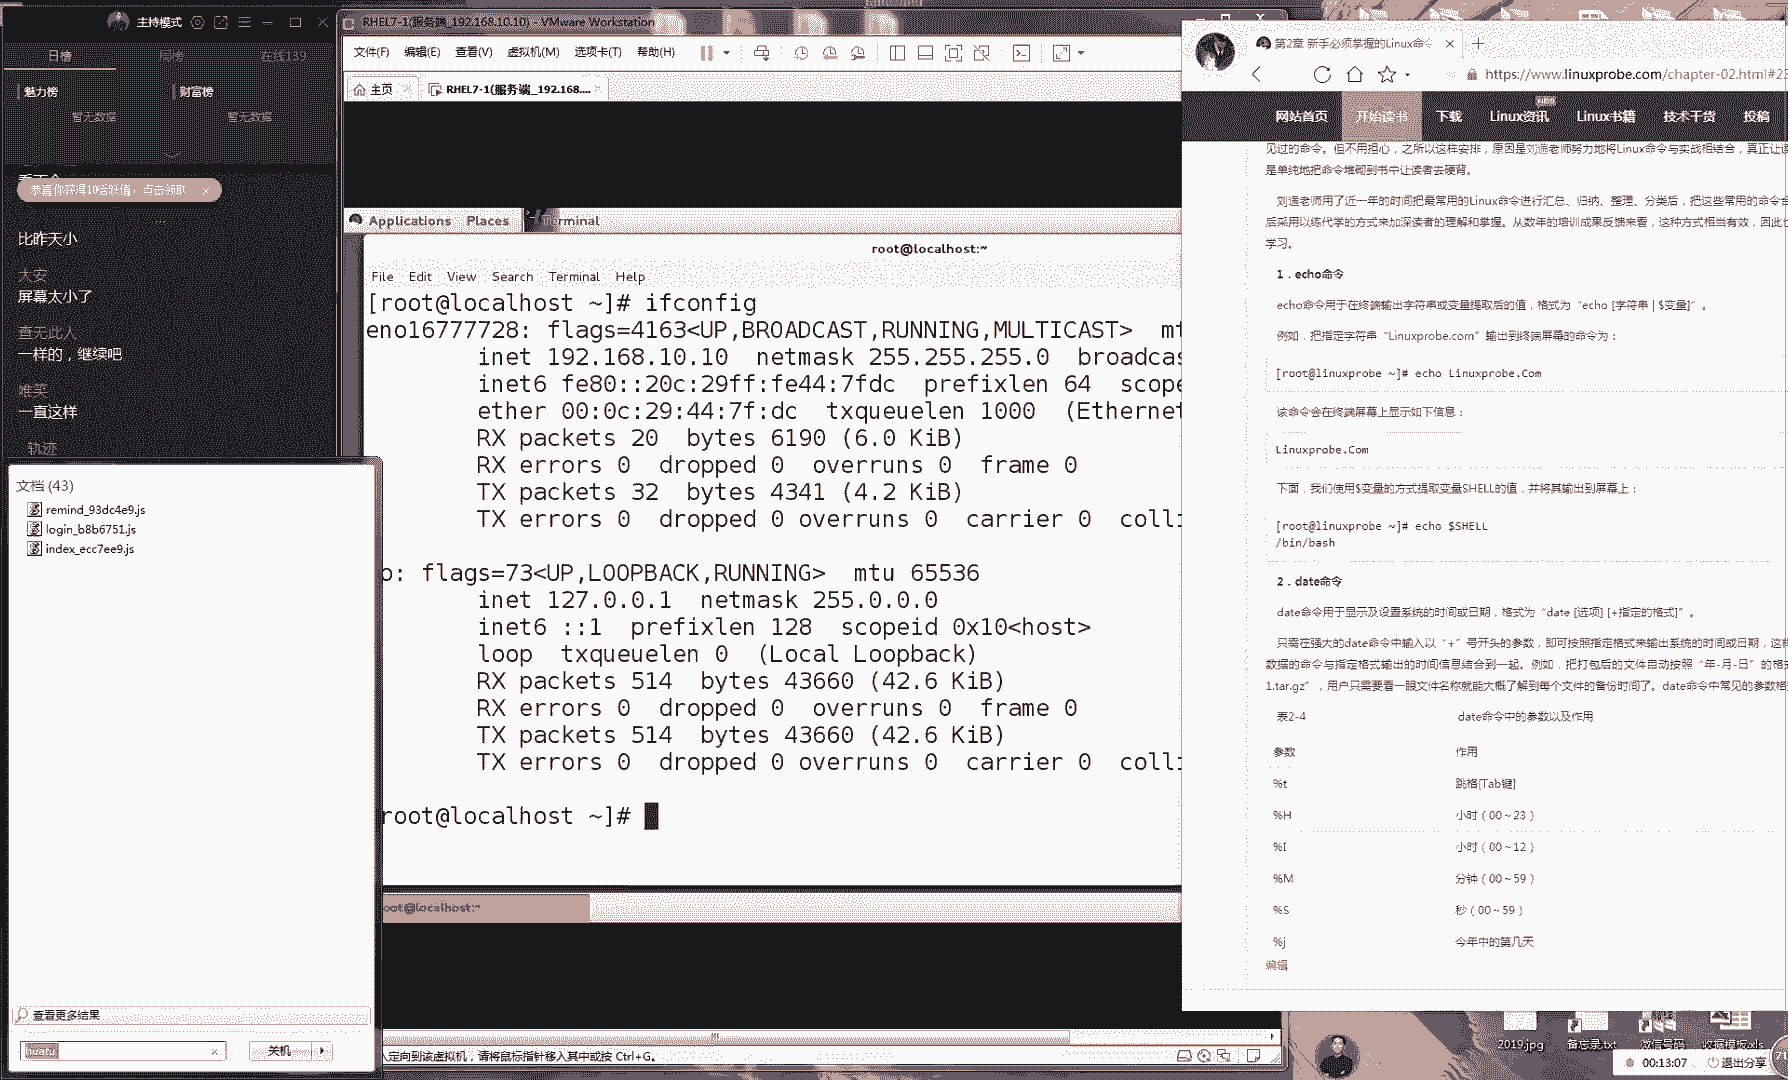 主持模式
日榜 周榜 在线139
魅力榜 财富榜
暂无数据 暂无数据
恭喜你获得10活跃值，点击领取 ×
比昨天小
大安
屏幕太小了
查无此人
一样的，继续吧
唯笑
一直这样
轨迹
文档 (43)
remind_93dc4e9.js
login_b8b6751.js
index_ecc7ee9.js
查看更多结果
huatu ×
关机
RHEL7-1(服务端_192.168.10.10) - VMware Workstation
文件(F) 编辑(E) 查看(V) 虚拟机(M) 选项卡(T) 帮助(H)
主页 × RHEL7-1(服务端_192.168.... ×
Applications Places Terminal
root@localhost:~
File Edit View Search Terminal Help
[root@localhost ~]# ifconfig
eno16777728: flags=4163<UP,BROADCAST,RUNNING,MULTICAST> mt
inet 192.168.10.10 netmask 255.255.255.0 broadcas
inet6 fe80::20c:29ff:fe44:7fdc prefixlen 64 scope
ether 00:0c:29:44:7f:dc txqueuelen 1000 (Ethernet
RX packets 20 bytes 6190 (6.0 KiB)
RX errors 0 dropped 0 overruns 0 frame 0
TX packets 32 bytes 4341 (4.2 KiB)
TX errors 0 dropped 0 overruns 0 carrier 0 colli
o: flags=73<UP,LOOPBACK,RUNNING> mtu 65536
inet 127.0.0.1 netmask 255.0.0.0
inet6 ::1 prefixlen 128 scopeid 0x10<host>
loop txqueuelen 0 (Local Loopback)
RX packets 514 bytes 43660 (42.6 KiB)
RX errors 0 dropped 0 overruns 0 frame 0
TX packets 514 bytes 43660 (42.6 KiB)
TX errors 0 dropped 0 overruns 0 carrier 0 colli
root@localhost ~]#
root@localhost:~
入定向到该虚拟机，请将鼠标指针移入其中或按 Ctrl+G。
第2章 新手必须掌握的Linux命令 ×
https://www.linuxprobe.com/chapter-02.html#23
网站首页 开始读书 下载 Linux资讯 Linux书籍 技术干货 投稿
见过的命令。但不用担心，之所以这样安排，原因是刘遄老师努力地将Linux命令与实战相结合，真正让读
是单纯地把命令堆砌到书中让读者去硬背。
刘遄老师用了近一年的时间把最常用的Linux命令进行汇总、归纳、整理、分类后，把这些常用的命令合
后采用以练代学的方式来加深读者的理解和掌握。从数年的培训成果反馈来看，这种方式相当有效，因此也
学习。
1．echo命令
echo命令用于在终端输出字符串或变量提取后的值，格式为“echo [字符串 | $变量]”。
例如，把指定字符串“Linuxprobe.com”输出到终端屏幕的命令为：
[root@linuxprobe ~]# echo Linuxprobe.Com
该命令会在终端屏幕上显示如下信息：
Linuxprobe.Com
下面，我们使用$变量的方式提取变量SHELL的值，并将其输出到屏幕上：
[root@linuxprobe ~]# echo $SHELL
/bin/bash
2．date命令
date命令用于显示及设置系统的时间或日期，格式为“date [选项] [+指定的格式]”。
只需在强大的date命令中输入以“+”号开头的参数，即可按照指定格式来输出系统的时间或日期，这样
数据的命令与指定格式输出的时间信息结合到一起。例如，把打包后的文件自动按照“年-月-日”的格式
1.tar.gz”，用户只需要看一眼文件名称就能大概了解到每个文件的备份时间了。date命令中常见的参数格
表2-4 date命令中的参数以及作用
参数 作用
%t 跳格[Tab键]
%H 小时（00～23）
%I 小时（00～12）
%M 分钟（00～59）
%S 秒（00～59）
%j 今年中的第几天
编辑
2019.jpg 备忘录.txt 微信号码 收据模板.xls
00:13:07 退出分享
71